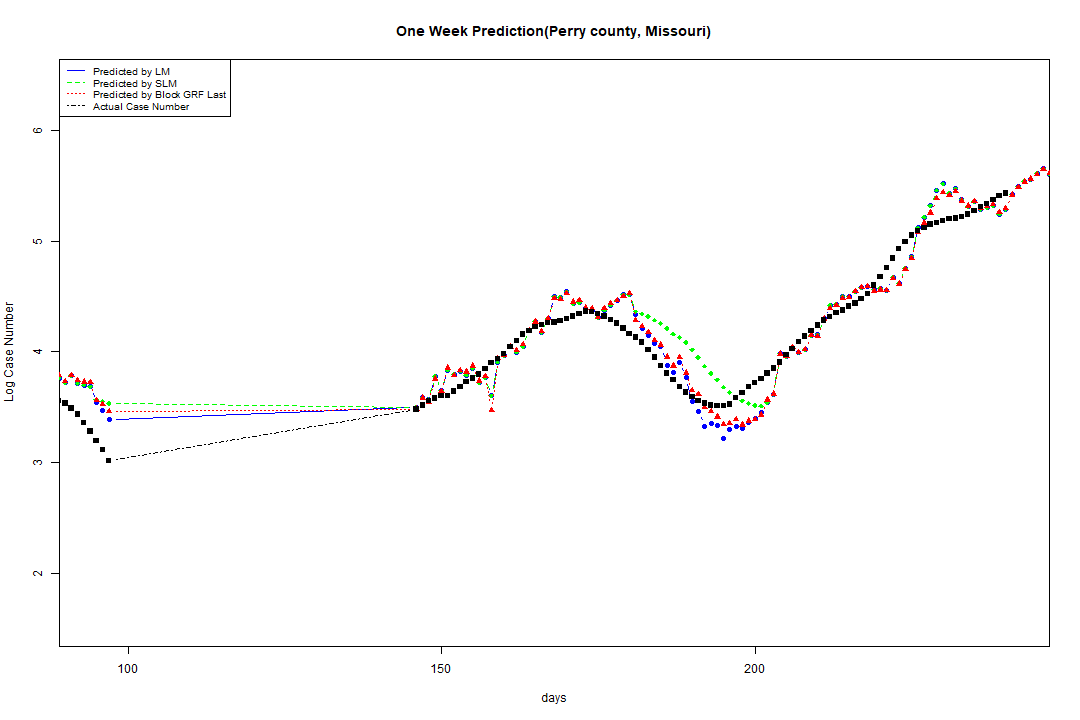 One Week Prediction(Perry county, Missouri)
Predicted by LM
Predicted by SLM
Predicted by Block GRF Last
Actual Case Number
6
5
4
3
2
Log Case Number
100 150 200
days